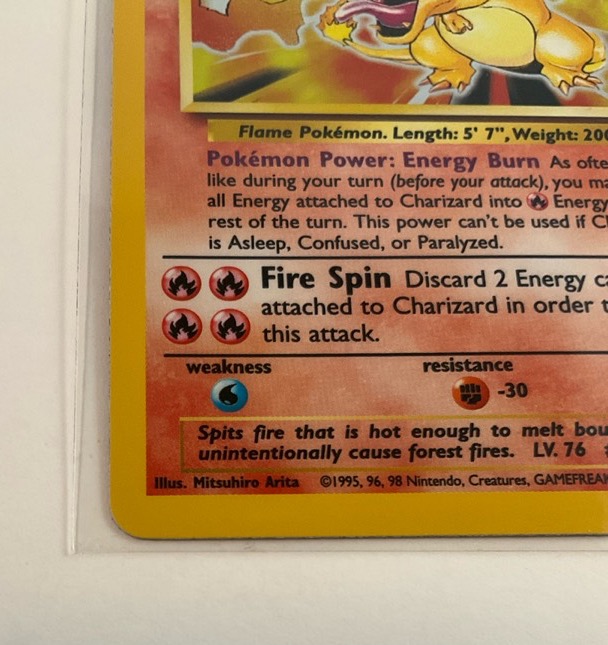 Flame Pokémon. Length: 5' 7", Weight: 200
Pokémon Power: Energy Burn As ofte
like during your turn (before your attack), you ma
all Energy attached to Charizard into Energy
rest of the turn. This power can't be used if C
is Asleep, Confused, or Paralyzed.
Fire Spin Discard 2 Energy ca
attached to Charizard in order t
this attack.
weakness resistance
-30
Spits fire that is hot enough to melt bou
unintentionally cause forest fires. LV. 76 #
Illus. Mitsuhiro Arita ©1995, 96, 98 Nintendo, Creatures, GAMEFREAK